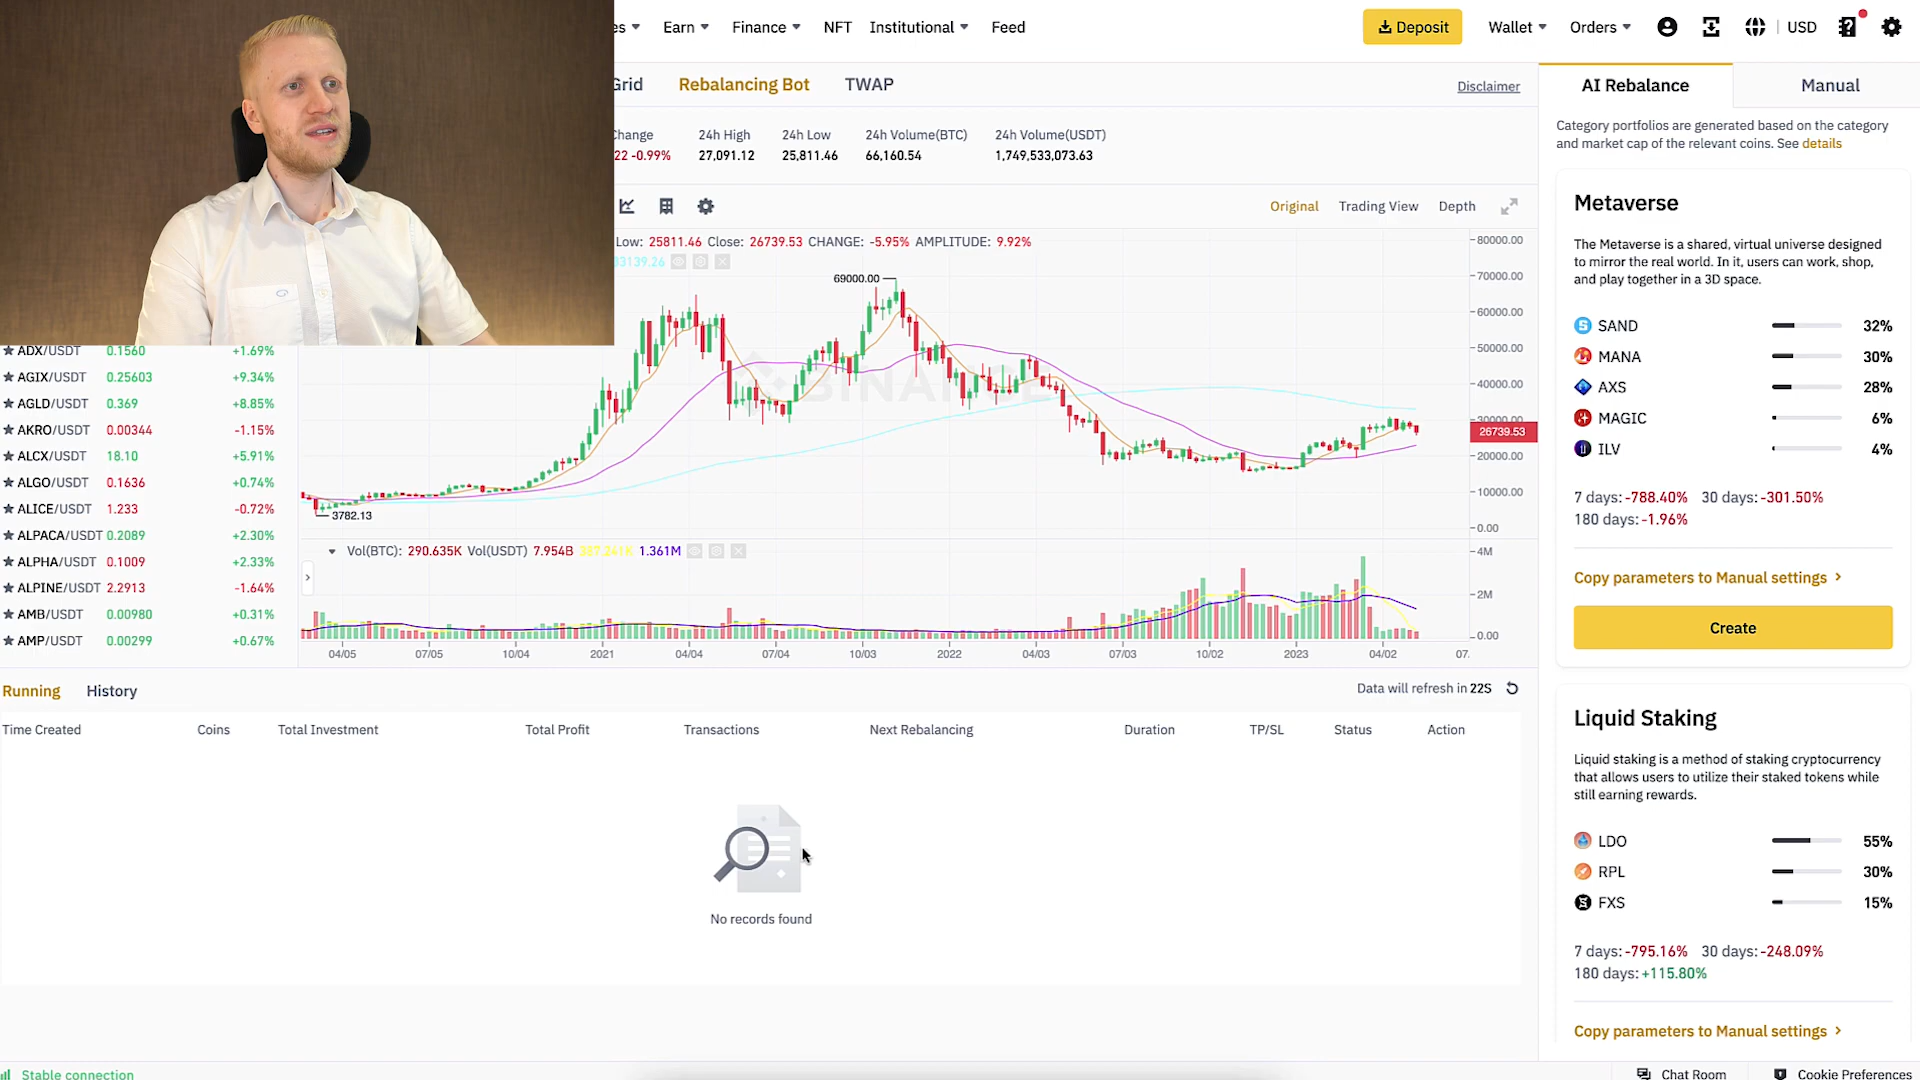 es
Earn
Finance
NFT
Institutional
Feed
Deposit
Wallet
Orders
USD
Grid
Rebalancing Bot
TWAP
Disclaimer
AI Rebalance
Manual
Change
24h High
24h Low
24h Volume(BTC)
24h Volume(USDT)
22 -0.99%
27,091.12
25,811.46
66,160.54
1,749,533,073.63
Category portfolios are generated based on the category
and market cap of the relevant coins. See details
Original
Trading View
Depth
Low: 25811.46 Close: 26739.53 CHANGE: -5.95% AMPLITUDE: 9.92%
33139.26
69000.00
3782.13
BINANCE
80000.00
70000.00
60000.00
50000.00
40000.00
30000.00
26739.53
20000.00
10000.00
0.00
Vol(BTC): 290.635K Vol(USDT) 7.954B 387.241K 1.361M
4M
2M
0.00
04/05
07/05
10/04
2021
04/04
07/04
10/03
2022
04/03
07/03
10/02
2023
04/02
07.
ADX/USDT 0.1560 +1.69%
AGIX/USDT 0.25603 +9.34%
AGLD/USDT 0.369 +8.85%
AKRO/USDT 0.00344 -1.15%
ALCX/USDT 18.10 +5.91%
ALGO/USDT 0.1636 +0.74%
ALICE/USDT 1.233 -0.72%
ALPACA/USDT 0.2089 +2.30%
ALPHA/USDT 0.1009 +2.33%
ALPINE/USDT 2.2913 -1.64%
AMB/USDT 0.00980 +0.31%
AMP/USDT 0.00299 +0.67%
Metaverse
The Metaverse is a shared, virtual universe designed
to mirror the real world. In it, users can work, shop,
and play together in a 3D space.
SAND 32%
MANA 30%
AXS 28%
MAGIC 6%
ILV 4%
7 days: -788.40% 30 days: -301.50%
180 days: -1.96%
Copy parameters to Manual settings
Create
Running
History
Data will refresh in 22S
Time Created
Coins
Total Investment
Total Profit
Transactions
Next Rebalancing
Duration
TP/SL
Status
Action
No records found
Liquid Staking
Liquid staking is a method of staking cryptocurrency
that allows users to utilize their staked tokens while
still earning rewards.
LDO 55%
RPL 30%
FXS 15%
7 days: -795.16% 30 days: -248.09%
180 days: +115.80%
Copy parameters to Manual settings
Stable connection
Chat Room
Cookie Preferences